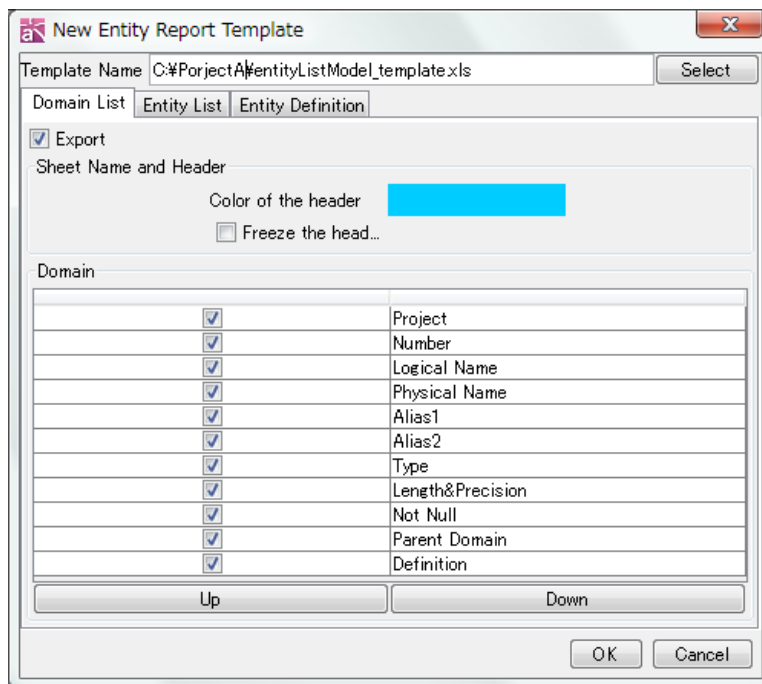 New Entity Report Template
Template Name C:¥PorjectA¥entityListModel_template.xls Select
Domain List Entity List Entity Definition
Export
Sheet Name and Header
Color of the header
Freeze the head...
Domain
Project
Number
Logical Name
Physical Name
Alias1
Alias2
Type
Length&Precision
Not Null
Parent Domain
Definition
Up Down
OK Cancel